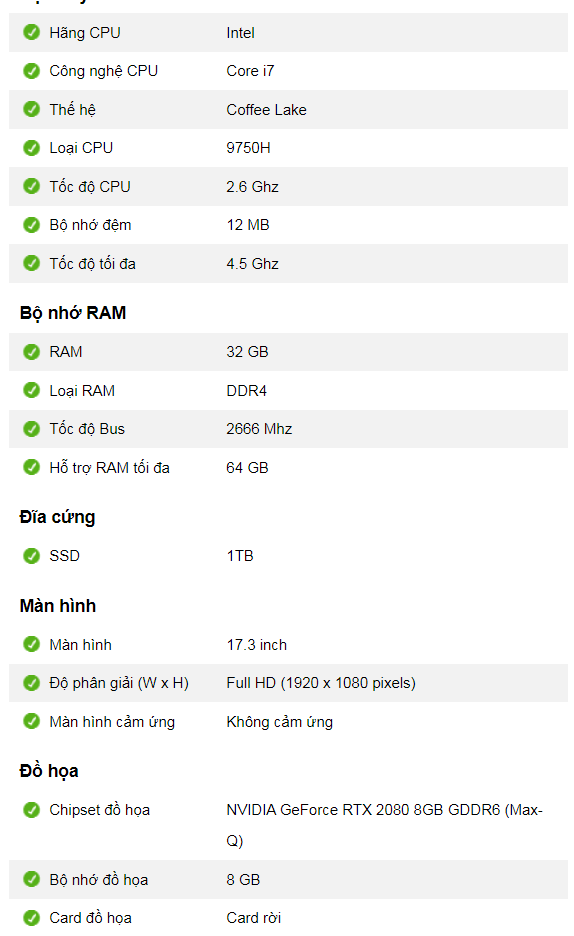 Hãng CPU Intel
Công nghệ CPU Core i7
Thế hệ Coffee Lake
Loại CPU 9750H
Tốc độ CPU 2.6 Ghz
Bộ nhớ đệm 12 MB
Tốc độ tối đa 4.5 Ghz
Bộ nhớ RAM
RAM 32 GB
Loại RAM DDR4
Tốc độ Bus 2666 Mhz
Hỗ trợ RAM tối đa 64 GB
Đĩa cứng
SSD 1TB
Màn hình
Màn hình 17.3 inch
Độ phân giải (W x H) Full HD (1920 x 1080 pixels)
Màn hình cảm ứng Không cảm ứng
Đồ họa
Chipset đồ họa NVIDIA GeForce RTX 2080 8GB GDDR6 (Max-
Q)
Bộ nhớ đồ họa 8 GB
Card đồ họa Card rời